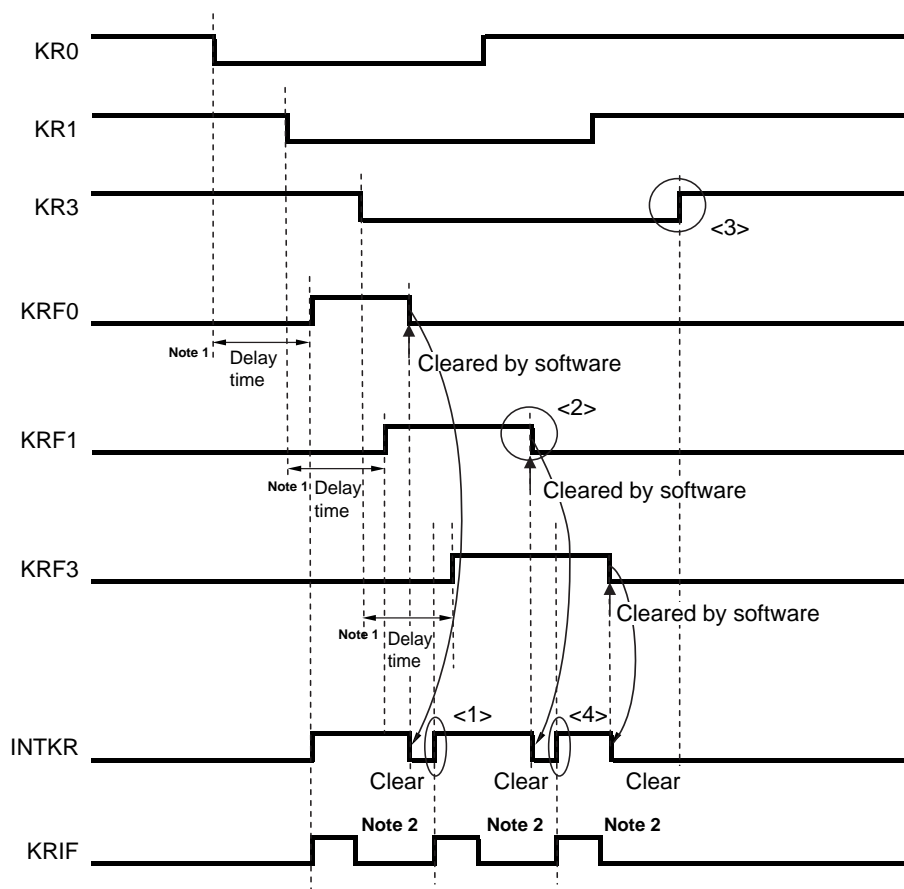 KR0
KR1
KR3
<3>
KRF0
Note 1 Delay
time
Cleared by software
<2>
KRF1
Note 1 Delay
time
Cleared by software
KRF3
Note 1 Delay
time
Cleared by software
<1>
<4>
INTKR
Clear
Clear
Clear
Note 2
Note 2
Note 2
KRIF